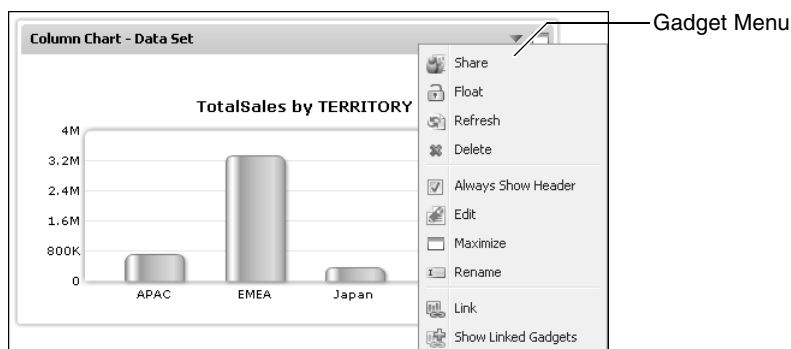 Gadget Menu
Column Chart - Data Set
TotalSales by TERRITORY
4M
3.2M
2.4M
1.6M
800K
0
APAC
EMEA
Japan
Share
Float
Refresh
Delete
Always Show Header
Edit
Maximize
Rename
Link
Show Linked Gadgets